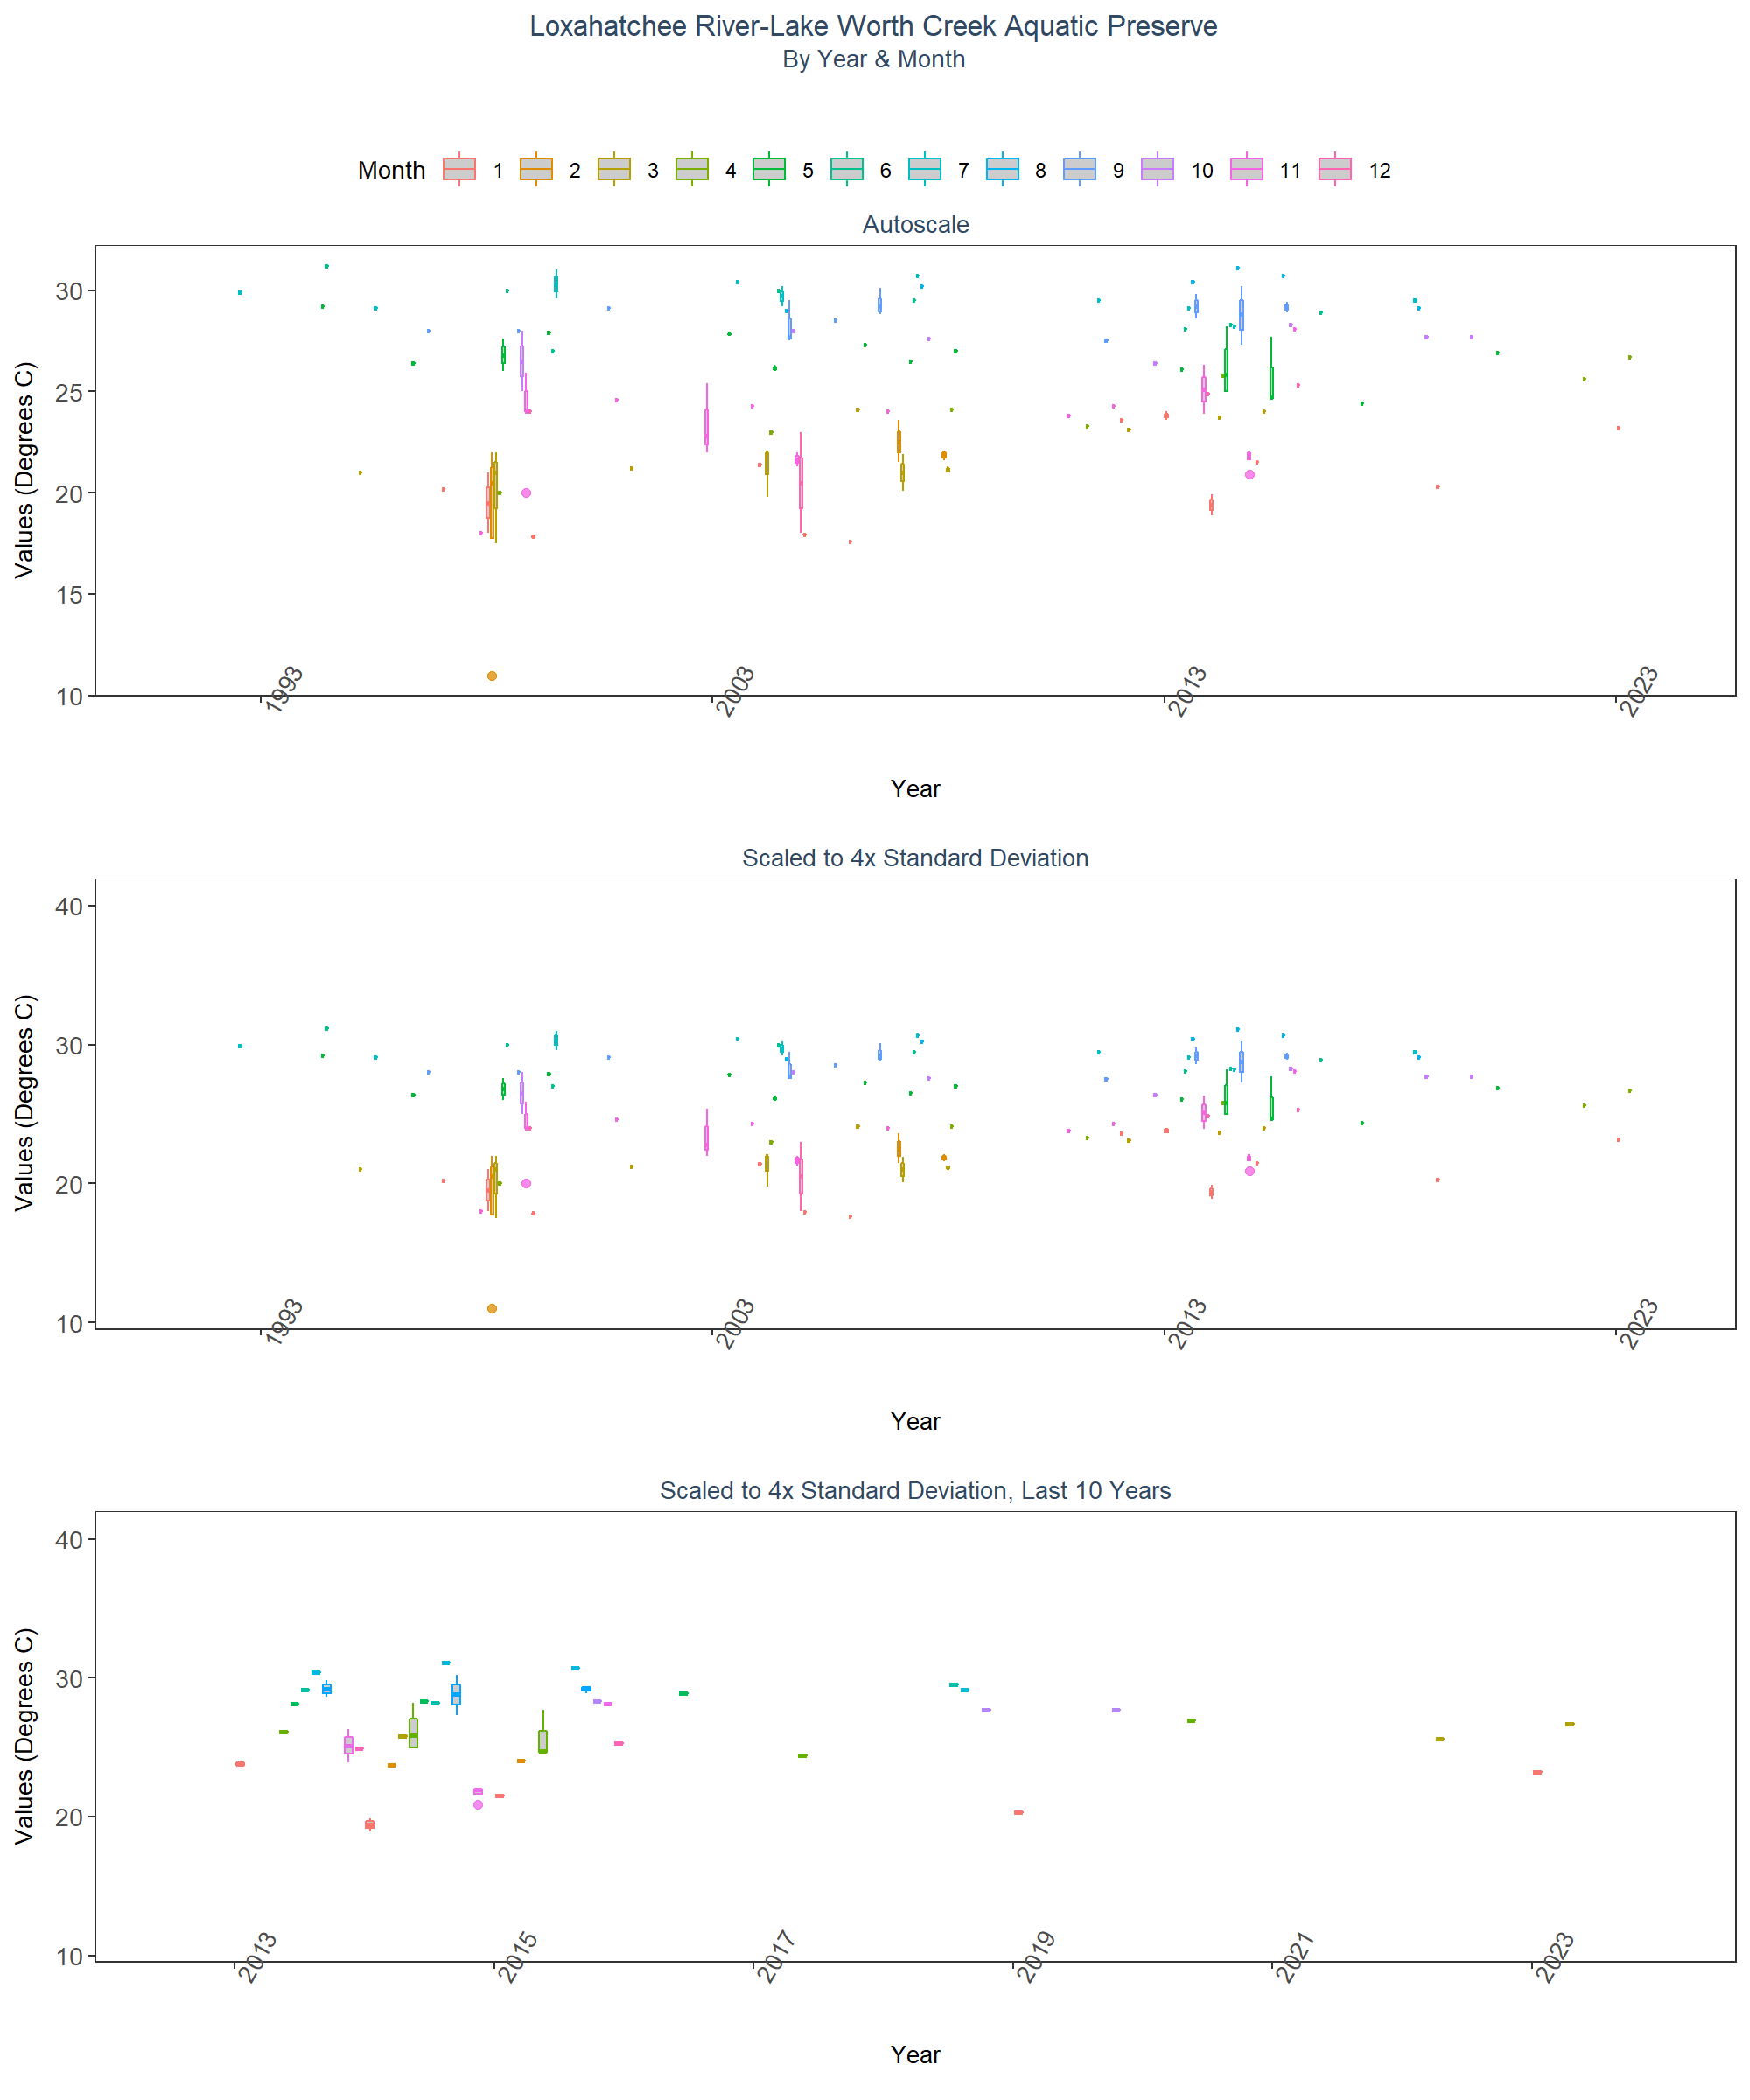 Loxahatchee River-Lake Worth Creek Aquatic Preserve
By Year & Month
Month 1 2 3 4 5 6 7 8 9 10 11 12
Autoscale
Values (Degrees C)
30
25
20
15
10
1993 2003 2013 2023
Year
Scaled to 4x Standard Deviation
Values (Degrees C)
40
30
20
10
1993 2003 2013 2023
Year
Scaled to 4x Standard Deviation, Last 10 Years
Values (Degrees C)
40
30
20
10
2013 2015 2017 2019 2021 2023
Year